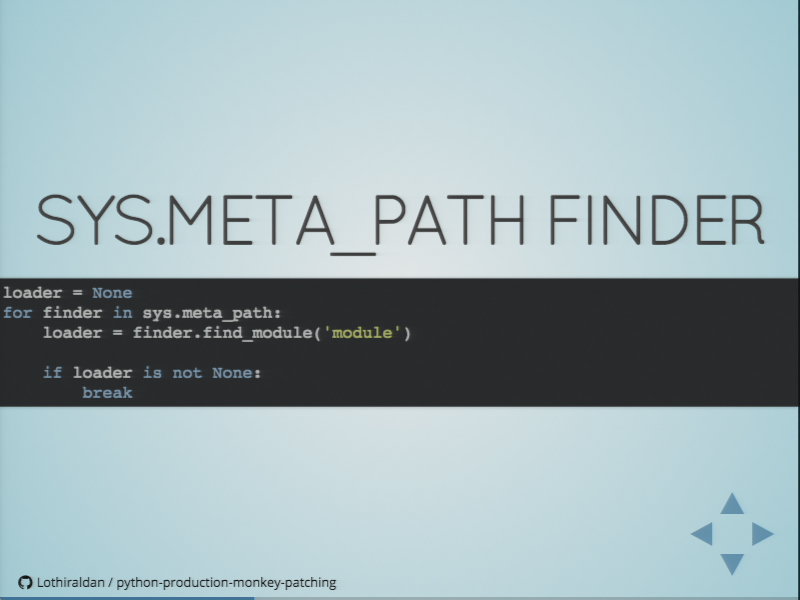 SYS.META_PATH FINDER
loader = None
for finder in sys.meta_path:
    loader = finder.find_module('module')
    if loader is not None:
        break
Lothiraldan / python-production-monkey-patching